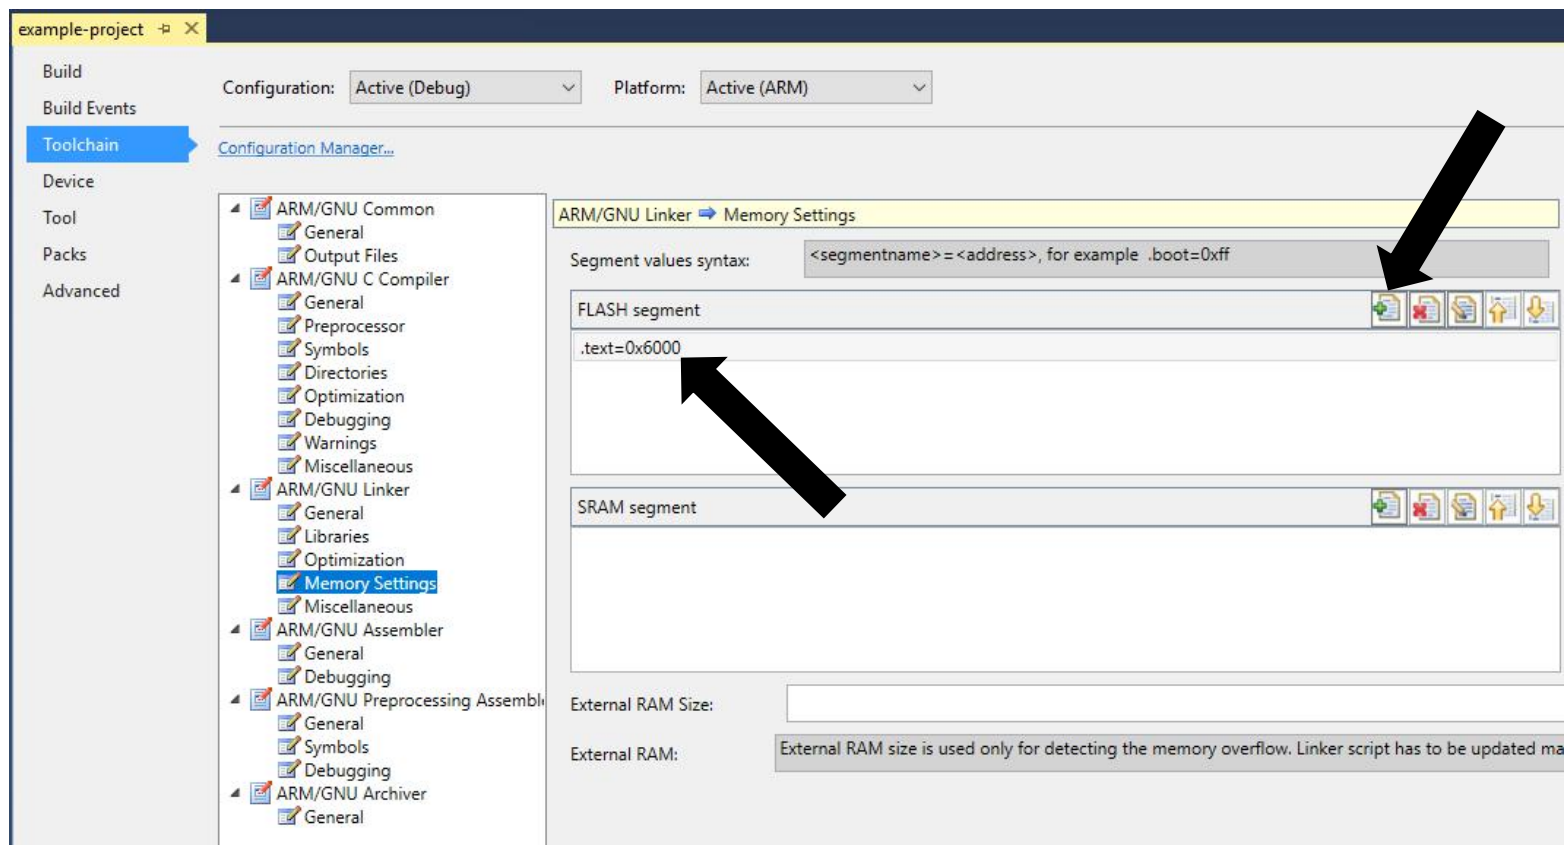 example-project
Build
Build Events
Toolchain
Device
Tool
Packs
Advanced
Configuration: Active (Debug) Platform: Active (ARM)
Configuration Manager...
ARM/GNU Common
General
Output Files
ARM/GNU C Compiler
General
Preprocessor
Symbols
Directories
Optimization
Debugging
Warnings
Miscellaneous
ARM/GNU Linker
General
Libraries
Optimization
Memory Settings
Miscellaneous
ARM/GNU Assembler
General
Debugging
ARM/GNU Preprocessing Assembl
General
Symbols
Debugging
ARM/GNU Archiver
General
ARM/GNU Linker Memory Settings
Segment values syntax: <segmentname>=<address>, for example .boot=0xff
FLASH segment
.text=0x6000
SRAM segment
External RAM Size:
External RAM: External RAM size is used only for detecting the memory overflow. Linker script has to be updated ma